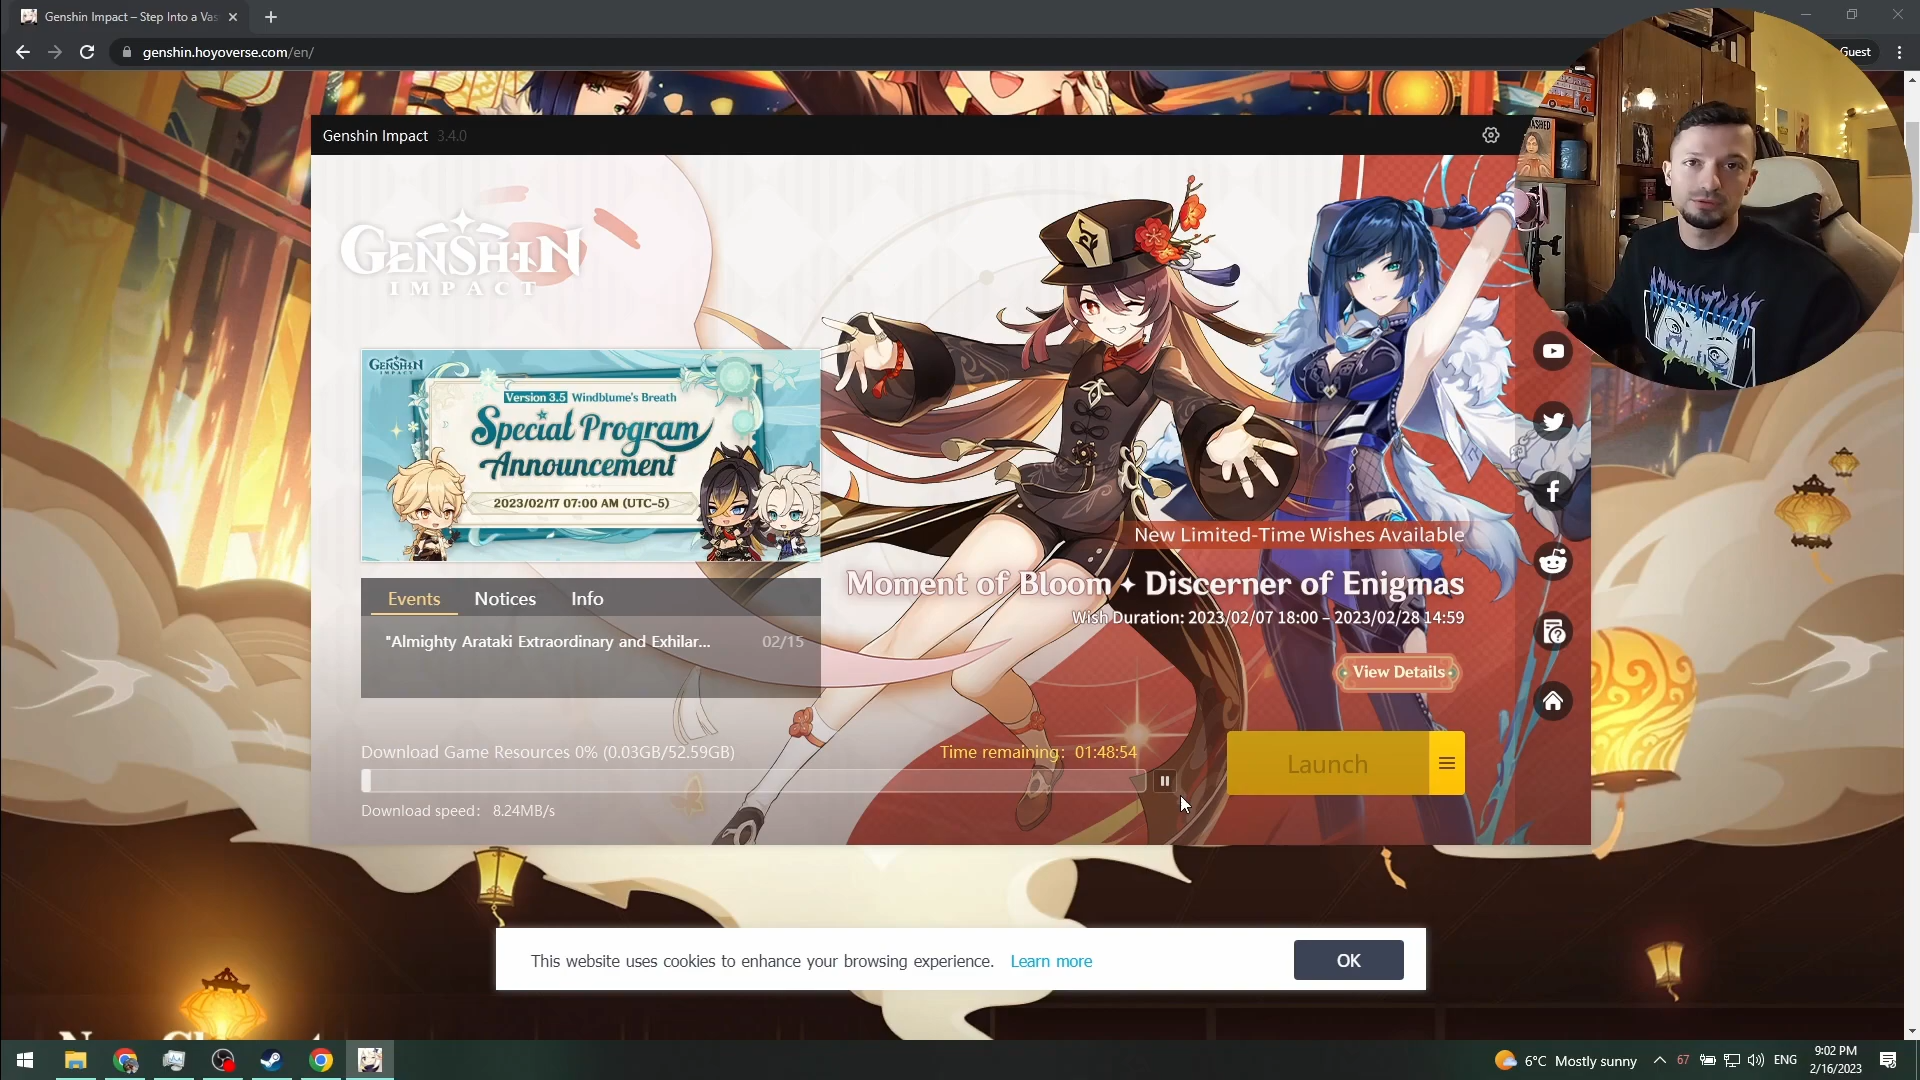 Genshin Impact – Step Into a Vas
genshin.hoyoverse.com/en/
Guest
Genshin Impact 3.4.0
GENSHIN
IMPACT
GENSHIN
IMPACT
Version 3.5 Windblume's Breath
Special Program
Announcement
2023/02/17 07:00 AM (UTC-5)
New Limited-Time Wishes Available
Moment of Bloom ✦ Discerner of Enigmas
Wish Duration: 2023/02/07 18:00 – 2023/02/28 14:59
View Details
Events Notices Info
"Almighty Arataki Extraordinary and Exhilar... 02/15
Download Game Resources 0% (0.03GB/52.59GB) Time remaining: 01:48:54
Launch
Download speed: 8.24MB/s
This website uses cookies to enhance your browsing experience. Learn more
OK
6°C Mostly sunny
67
ENG
9:02 PM
2/16/2023